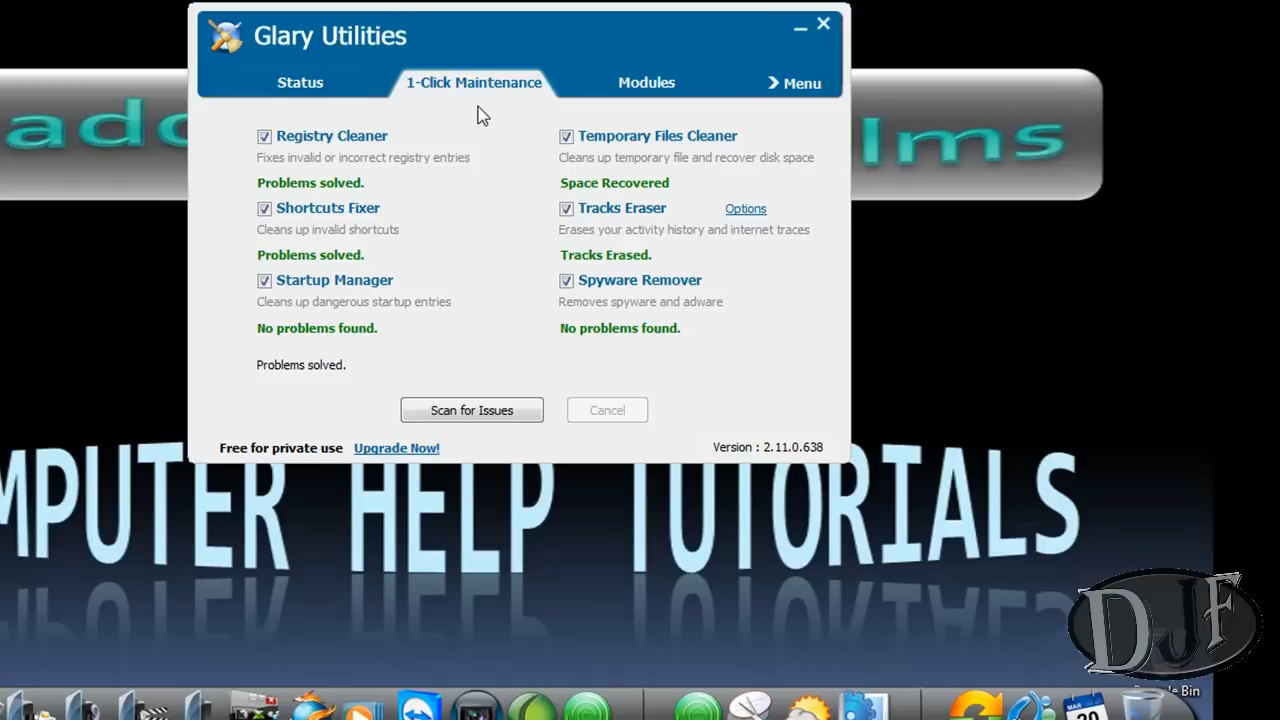 Glary Utilities
Status
1-Click Maintenance
Modules
Menu
Registry Cleaner
Fixes invalid or incorrect registry entries
Problems solved.
Temporary Files Cleaner
Cleans up temporary file and recover disk space
Space Recovered
Shortcuts Fixer
Cleans up invalid shortcuts
Problems solved.
Tracks Eraser
Options
Erases your activity history and internet traces
Tracks Erased.
Startup Manager
Cleans up dangerous startup entries
No problems found.
Spyware Remover
Removes spyware and adware
No problems found.
Problems solved.
Scan for Issues
Cancel
Free for private use
Upgrade Now!
Version : 2.11.0.638
lms
MPUTER HELP TUTORIALS
DJF
Bin
MAR